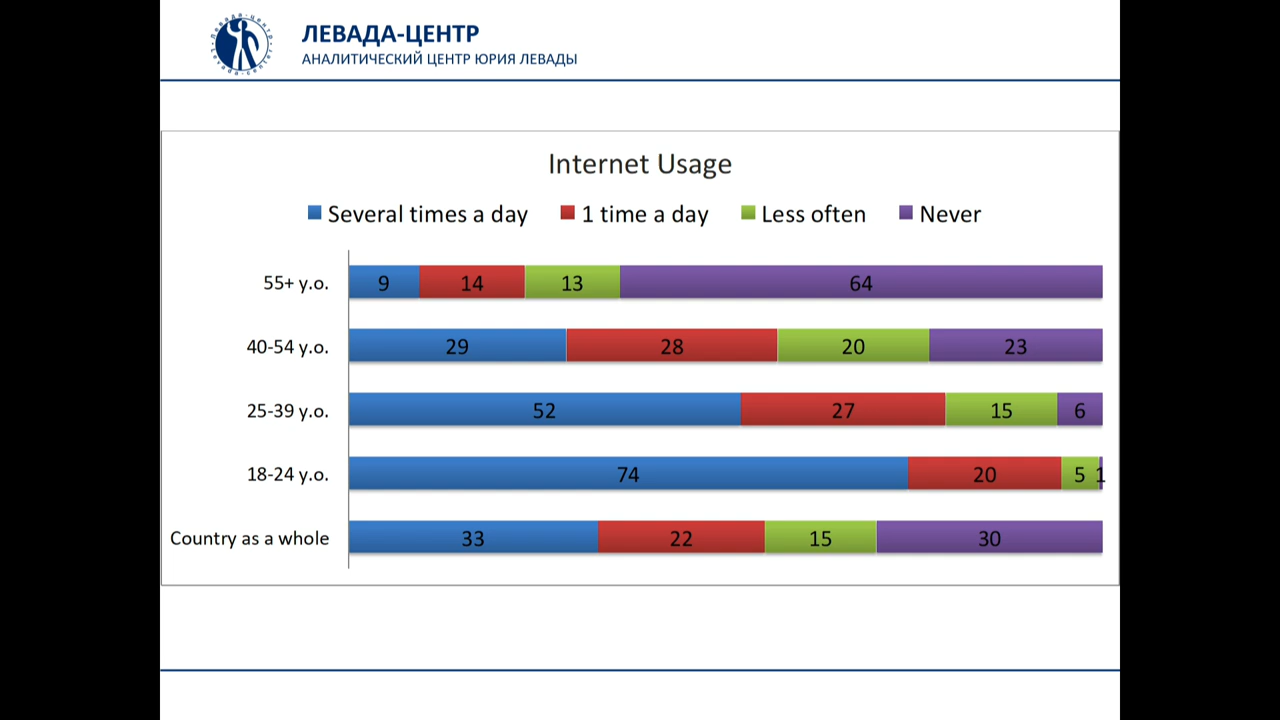 ЛЕВАДА-ЦЕНТР
АНАЛИТИЧЕСКИЙ ЦЕНТР ЮРИЯ ЛЕВАДЫ
Internet Usage
Several times a day 1 time a day Less often Never
55+ y.o. 9 14 13 64
40-54 y.o. 29 28 20 23
25-39 y.o. 52 27 15 6
18-24 y.o. 74 20 5 1
Country as a whole 33 22 15 30